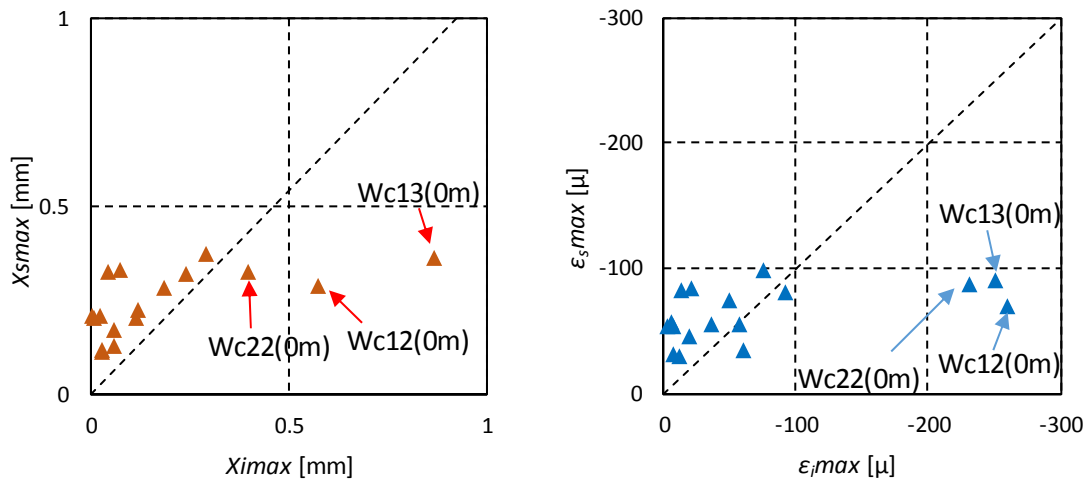 1
Xsmax [mm]
0.5
0
Wc13(0m)
Wc22(0m)
Wc12(0m)
0 0.5 1
Ximax [mm]
-300
-200
-100
0
εsmax [μ]
Wc13(0m)
Wc22(0m)
Wc12(0m)
0 -100 -200 -300
εimax [μ]